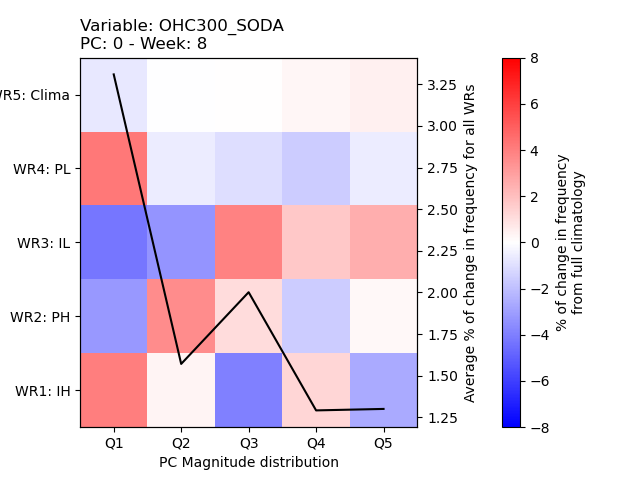 Variable: OHC300_SODA
PC: 0 - Week: 8
R5: Clima
WR4: PL
WR3: IL
WR2: PH
WR1: IH
Q1 Q2 Q3 Q4 Q5
PC Magnitude distribution
3.25
3.00
2.75
2.50
2.25
2.00
1.75
1.50
1.25
Average % of change in frequency for all WRs
8
6
4
2
0
−2
−4
−6
−8
% of change in frequency
from full climatology